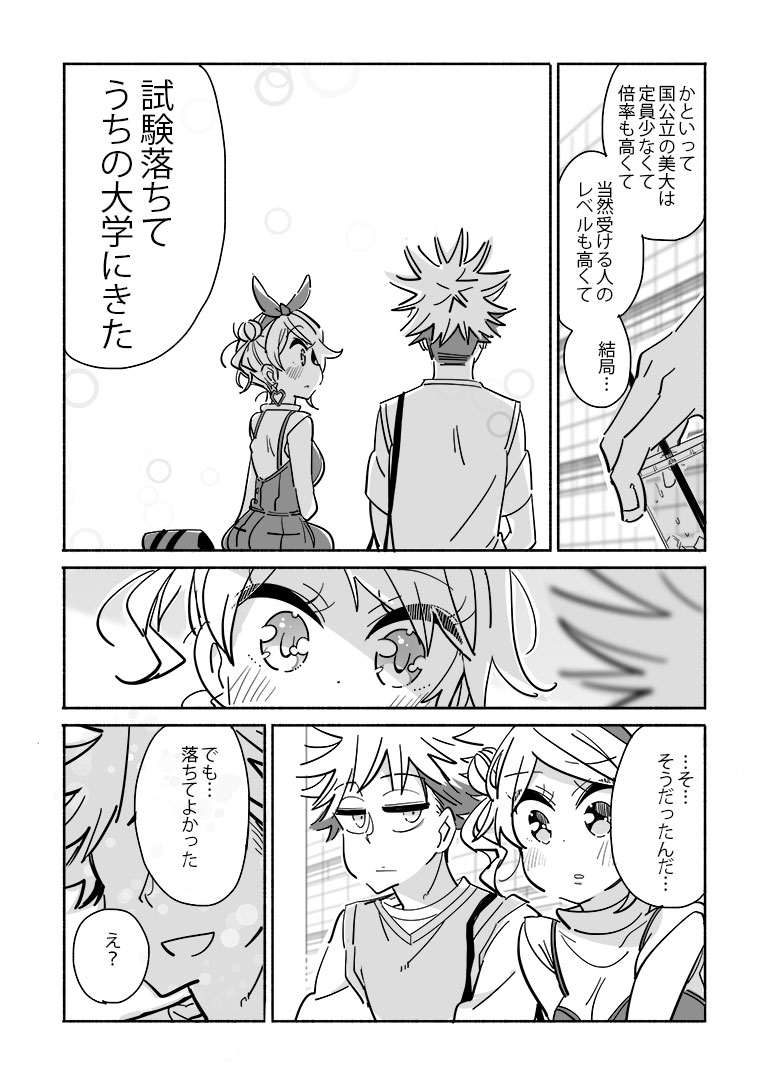 かといって
国公立の美大は
定員少なくて
倍率も高くて
当然受ける人の
レベルも高くて
結局…
試験落ちて
うちの大学にきた
…そ…
そうだったんだ…
でも…
落ちてよかった
え？